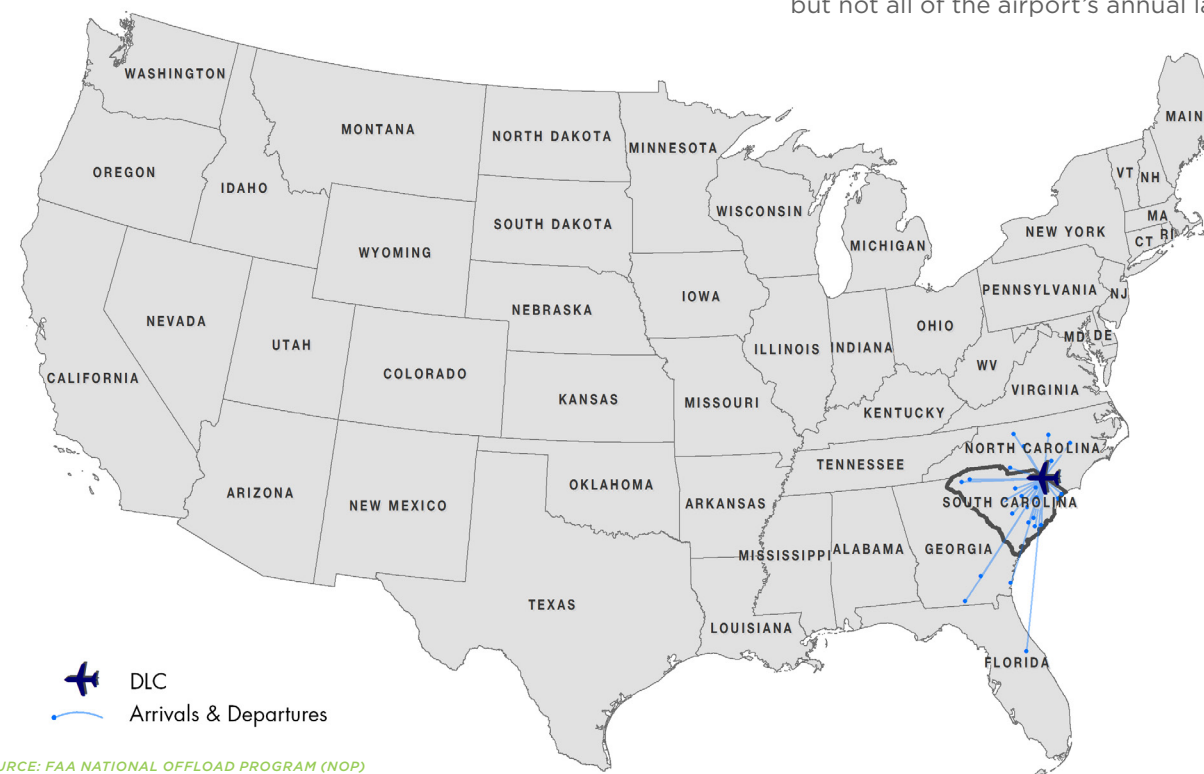 but not all of the airport's annual la
WASHINGTON
MONTANA
NORTH DAKOTA
MINNESOTA
MAIN
OREGON
IDAHO
VT
NH
WISCONSIN
SOUTH DAKOTA
MA
NEW YORK
RI
CT
MICHIGAN
WYOMING
PENNSYLVANIA
NJ
IOWA
NEBRASKA
NEVADA
OHIO
MD
DE
UTAH
ILLINOIS
INDIANA
WV
COLORADO
CALIFORNIA
VIRGINIA
KANSAS
MISSOURI
KENTUCKY
NORTH CAROLINA
TENNESSEE
OKLAHOMA
ARIZONA
NEW MEXICO
ARKANSAS
SOUTH CAROLINA
MISSISSIPPI
ALABAMA
GEORGIA
TEXAS
LOUISIANA
FLORIDA
DLC
Arrivals & Departures
URCE: FAA NATIONAL OFFLOAD PROGRAM (NOP)